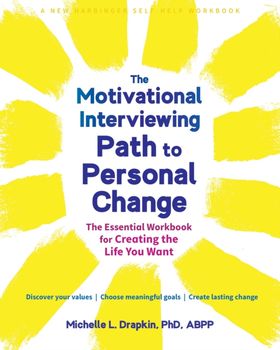 A NEW HARBINGER SELF-HELP WORKBOOK
The
Motivational
Interviewing
Path to
Personal
Change
The Essential Workbook
for Creating the
Life You Want
Discover your values | Choose meaningful goals | Create lasting change
Michelle L. Drapkin, PhD, ABPP